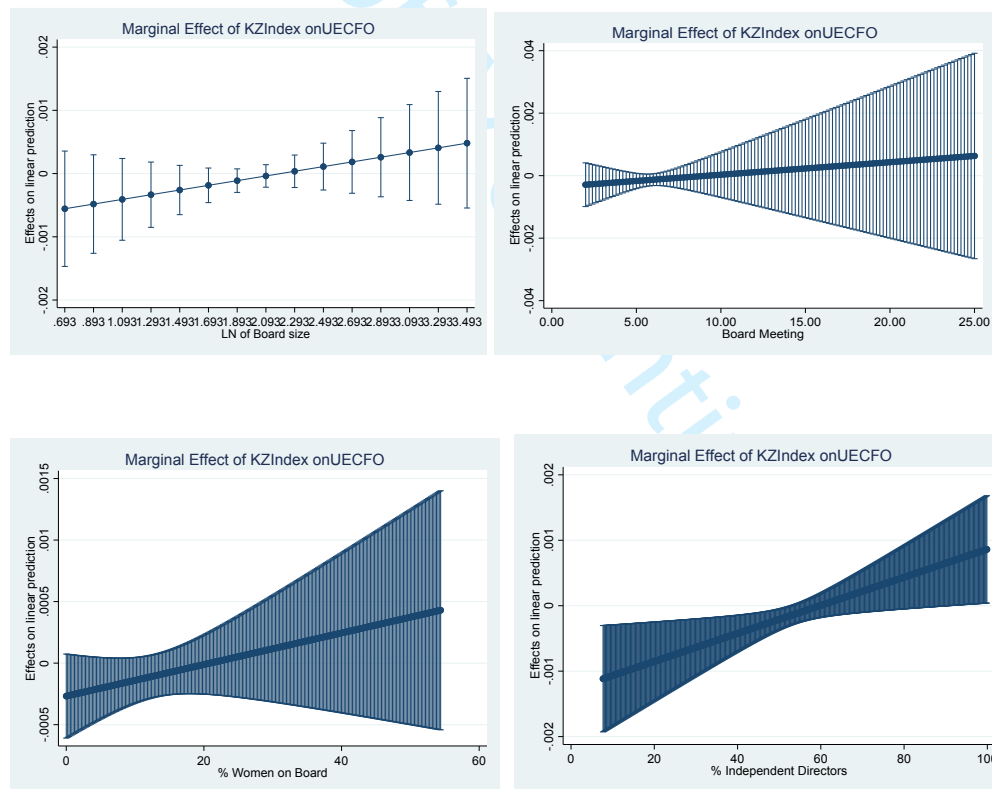 Marginal Effect of KZIndex onUECFO
Effects on linear prediction
.002
.001
0
-.001
-.002
.693 .893 1.093 1.293 1.493 1.693 1.893 2.093 2.293 2.493 2.693 2.893 3.093 3.293 3.493
LN of Board size
Marginal Effect of KZIndex onUECFO
Effects on linear prediction
.004
.002
0
-.002
-.004
0.00 5.00 10.00 15.00 20.00 25.00
Board Meeting
Marginal Effect of KZIndex onUECFO
Effects on linear prediction
.0015
.001
.0005
0
-.0005
0 20 40 60
% Women on Board
Marginal Effect of KZIndex onUECFO
Effects on linear prediction
.002
.001
0
-.001
-.002
0 20 40 60 80
% Independent Directors